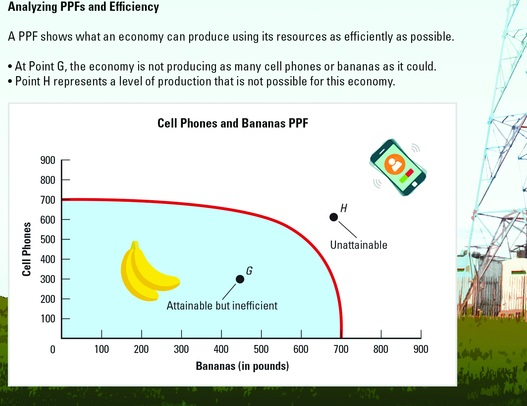 Analyzing PPFs and Efficiency
A PPF shows what an economy can produce using its resources as efficiently as possible.
• At Point G, the economy is not producing as many cell phones or bananas as it could.
• Point H represents a level of production that is not possible for this economy.
Cell Phones and Bananas PPF
900
800
700
600
500
400
300
200
100
Cell Phones
H
Unattainable
G
Attainable but inefficient
0 100 200 300 400 500 600 700 800 900
Bananas (in pounds)